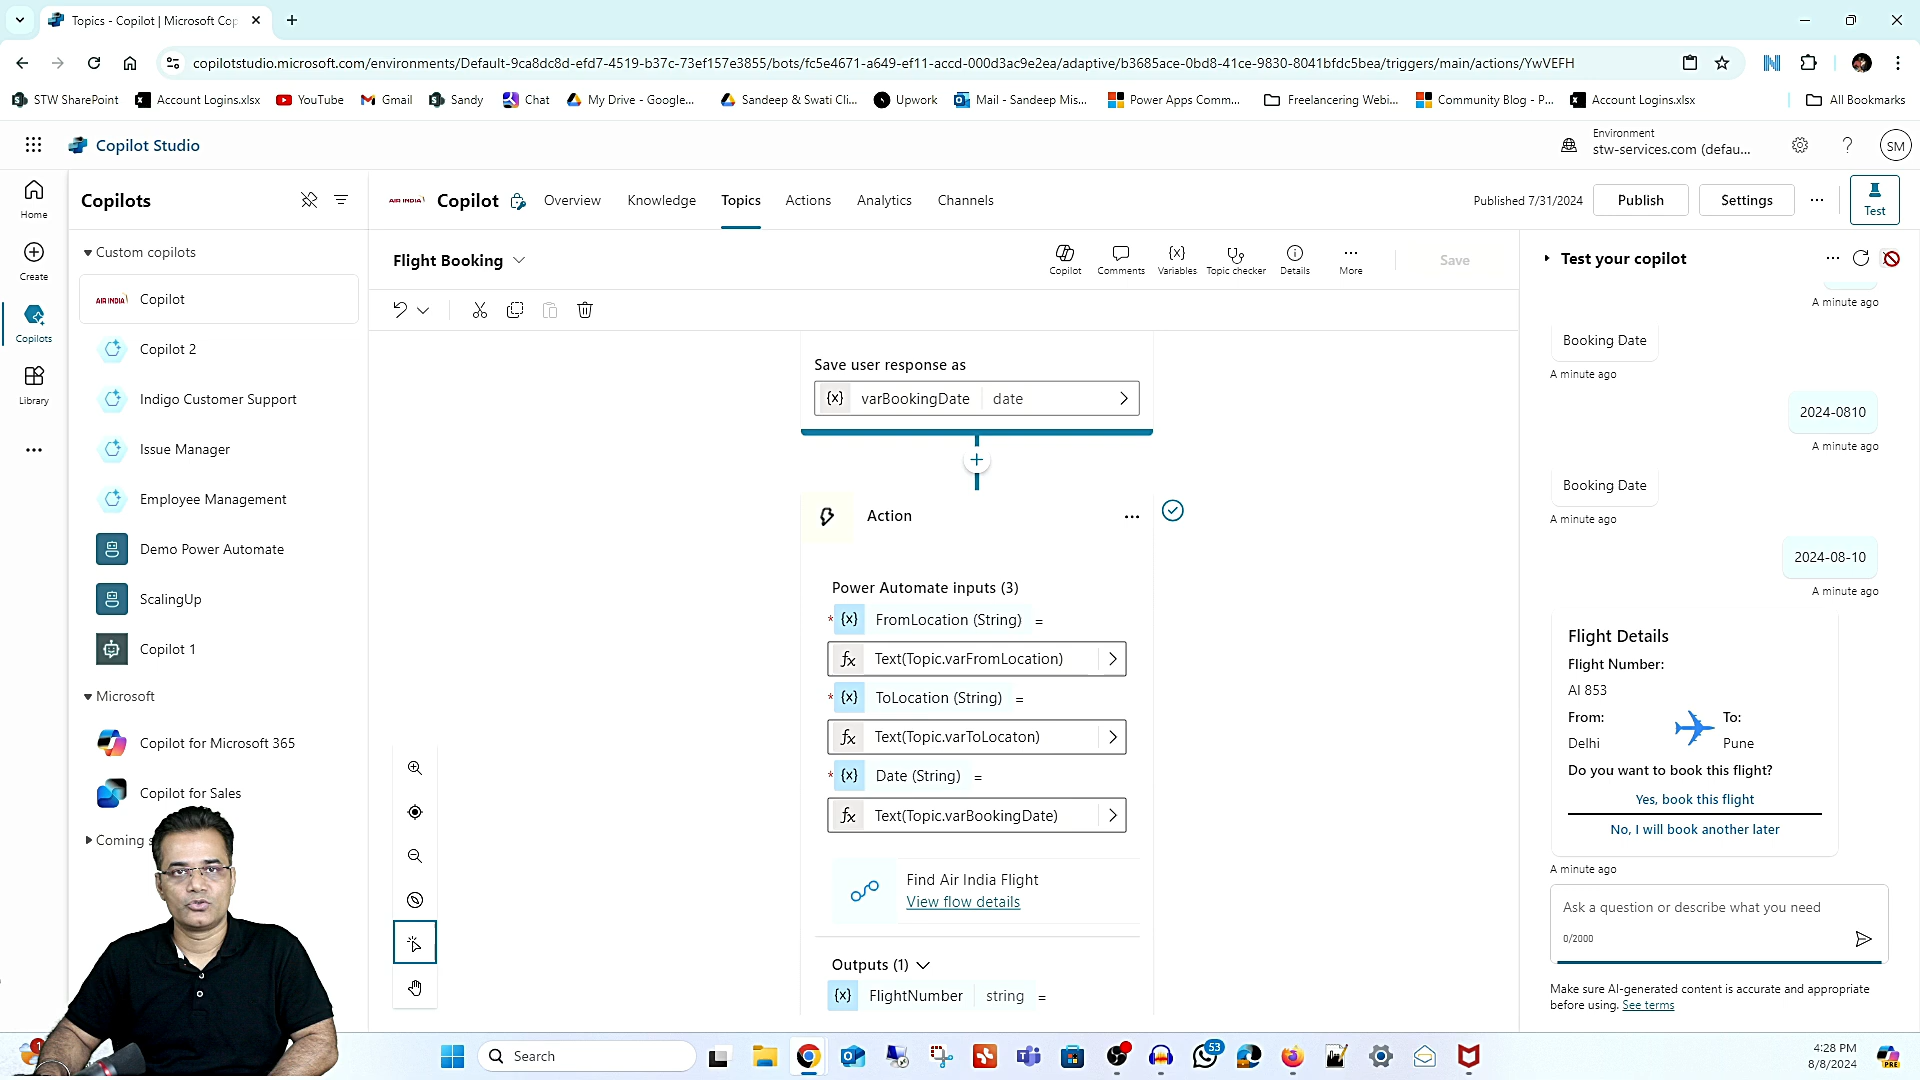 Topics - Copilot | Microsoft Cop
copilotstudio.microsoft.com/environments/Default-9ca8dc8d-efd7-4519-b37c-73ef157e3855/bots/fc5e4671-a649-ef11-accd-000d3ac9e2ea/adaptive/b3685ace-0bd8-41ce-9830-8041bfdc5bea/triggers/main/actions/YwVEFH
STW SharePoint Account Logins.xlsx YouTube Gmail Sandy Chat My Drive - Google... Sandeep & Swati Cli... Upwork Mail - Sandeep Mis... Power Apps Comm... Freelancering Webi... Community Blog - P... Account Logins.xlsx All Bookmarks
Copilot Studio
Environment
stw-services.com (defau...
SM
Home
Create
Copilots
Library
Copilots
Custom copilots
AIR INDIA Copilot
Copilot 2
Indigo Customer Support
Issue Manager
Employee Management
Demo Power Automate
ScalingUp
Copilot 1
Microsoft
Copilot for Microsoft 365
Copilot for Sales
Coming s
AIR INDIA Copilot Overview Knowledge Topics Actions Analytics Channels
Published 7/31/2024 Publish Settings Test
Flight Booking
Copilot Comments Variables Topic checker Details More Save
Save user response as
{x} varBookingDate date
Action
Power Automate inputs (3)
* {x} FromLocation (String) =
fx Text(Topic.varFromLocation)
* {x} ToLocation (String) =
fx Text(Topic.varToLocaton)
* {x} Date (String) =
fx Text(Topic.varBookingDate)
Find Air India Flight
View flow details
Outputs (1)
{x} FlightNumber string =
Test your copilot
A minute ago
Booking Date
A minute ago
2024-0810
A minute ago
Booking Date
A minute ago
2024-08-10
A minute ago
Flight Details
Flight Number:
AI 853
From: To:
Delhi Pune
Do you want to book this flight?
Yes, book this flight
No, I will book another later
A minute ago
Ask a question or describe what you need
0/2000
Make sure AI-generated content is accurate and appropriate
before using. See terms
1
Search
53
4:28 PM
8/8/2024
PRE